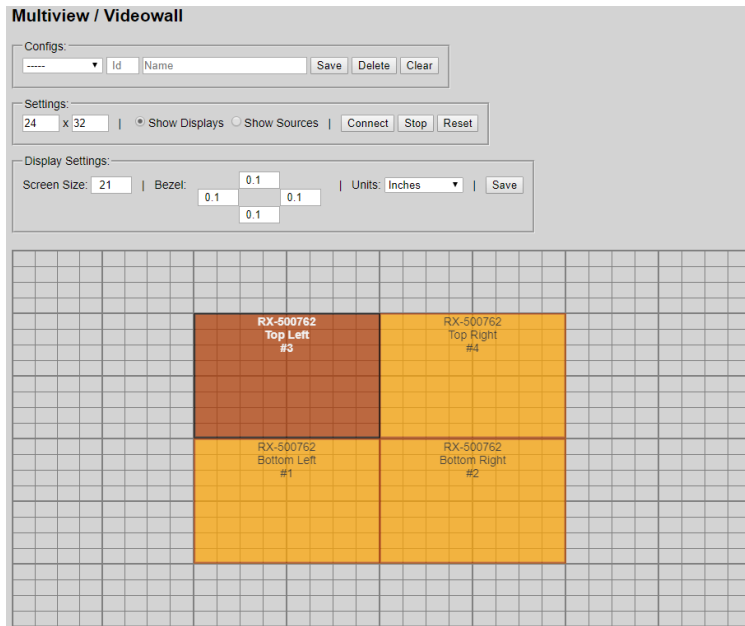 Multiview / Videowall
Configs:
----- Id Name Save Delete Clear
Settings:
24 x 32 | Show Displays Show Sources | Connect Stop Reset
Display Settings:
0.1
Screen Size: 21 | Bezel: 0.1 0.1 | Units: Inches | Save
0.1
RX-500762 RX-500762
Top Left Top Right
#3 #4
RX-500762 RX-500762
Bottom Left Bottom Right
#1 #2